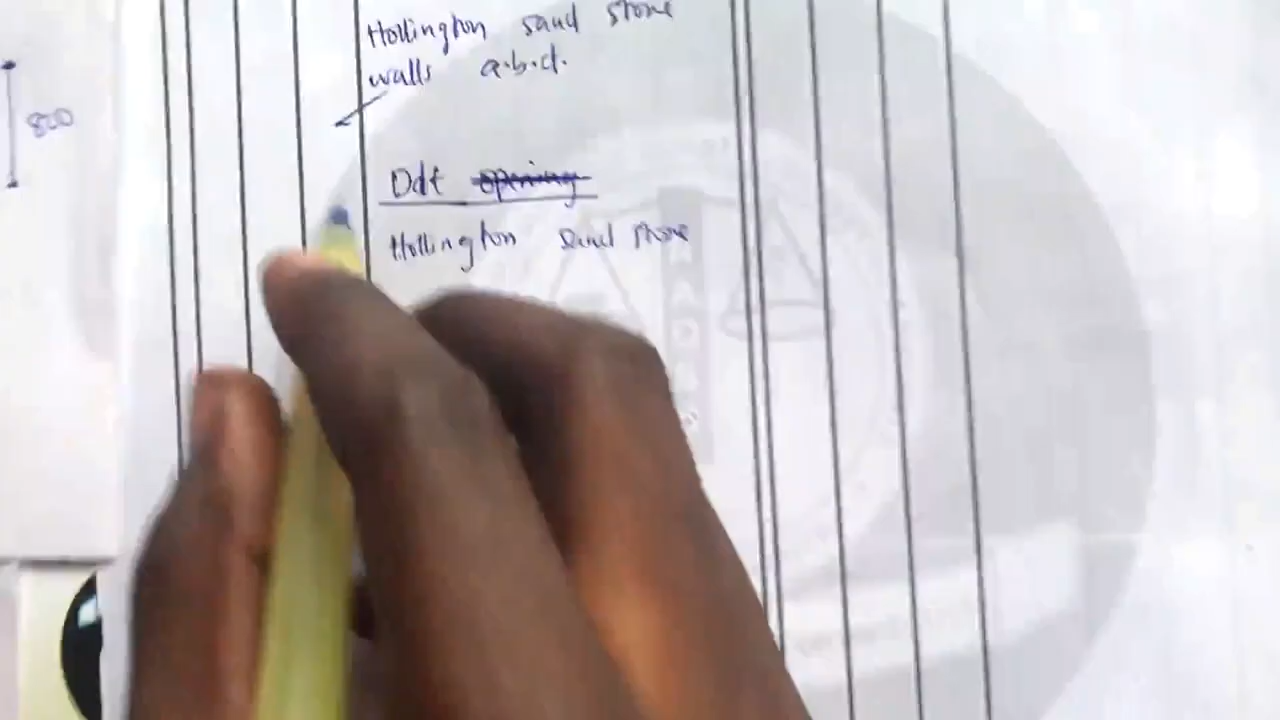 Hollington sand stone
walls a.b.d.
800
Ddt opening
Hollington sand stone